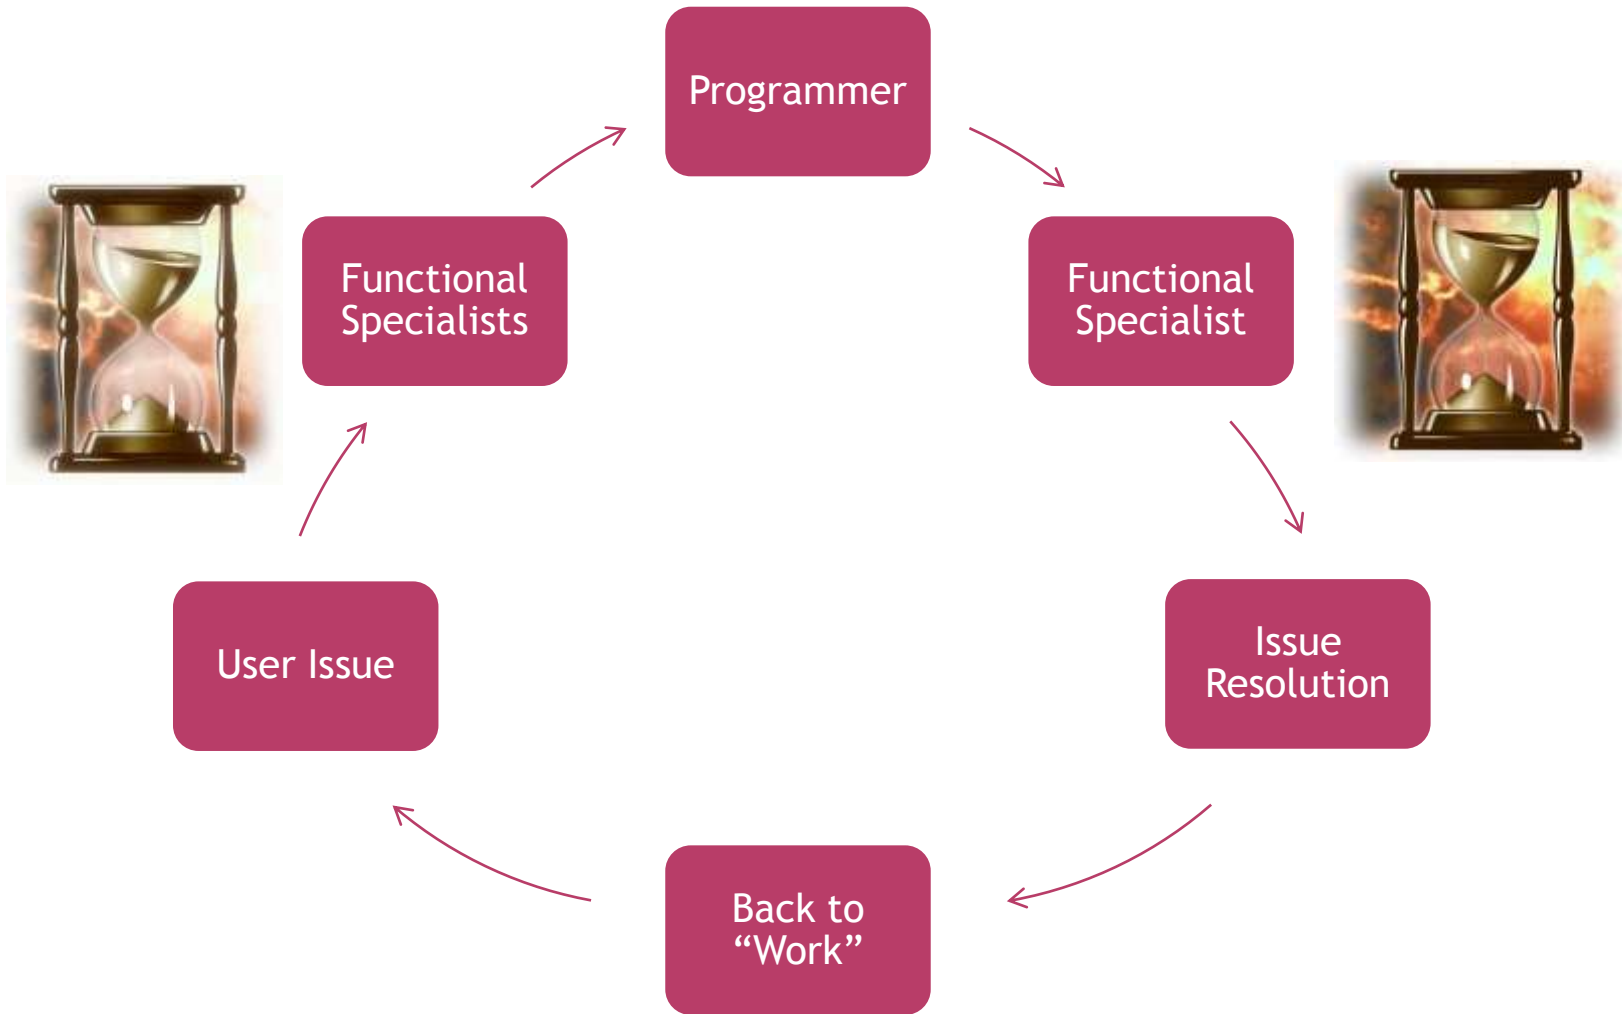 Programmer
Functional
Specialists
Functional
Specialist
User Issue
Issue
Resolution
Back to
“Work”